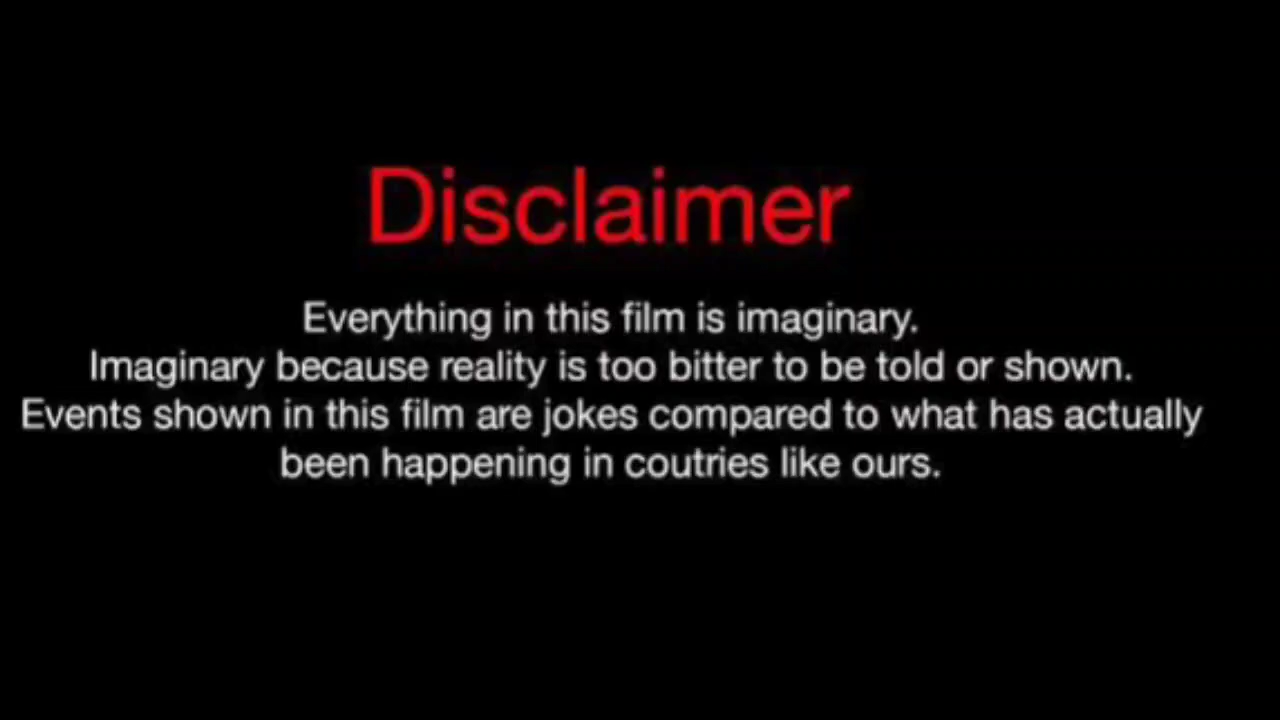 Disclaimer
Everything in this film is imaginary.
Imaginary because reality is too bitter to be told or shown.
Events shown in this film are jokes compared to what has actually
been happening in coutries like ours.